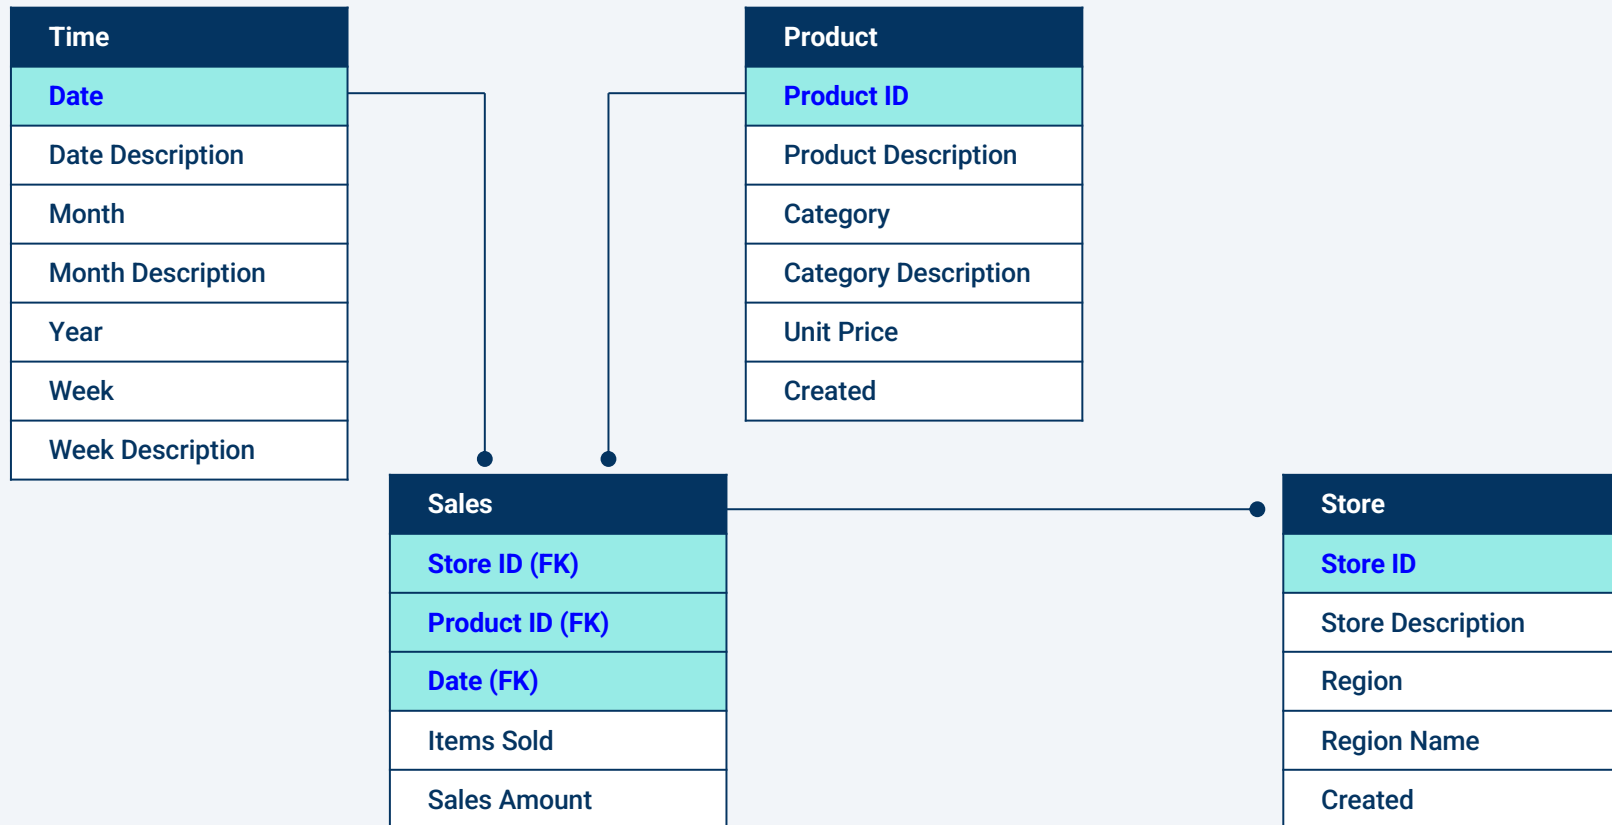 Time
Date
Date Description
Month
Month Description
Year
Week
Week Description
Product
Product ID
Product Description
Category
Category Description
Unit Price
Created
Sales
Store ID (FK)
Product ID (FK)
Date (FK)
Items Sold
Sales Amount
Store
Store ID
Store Description
Region
Region Name
Created